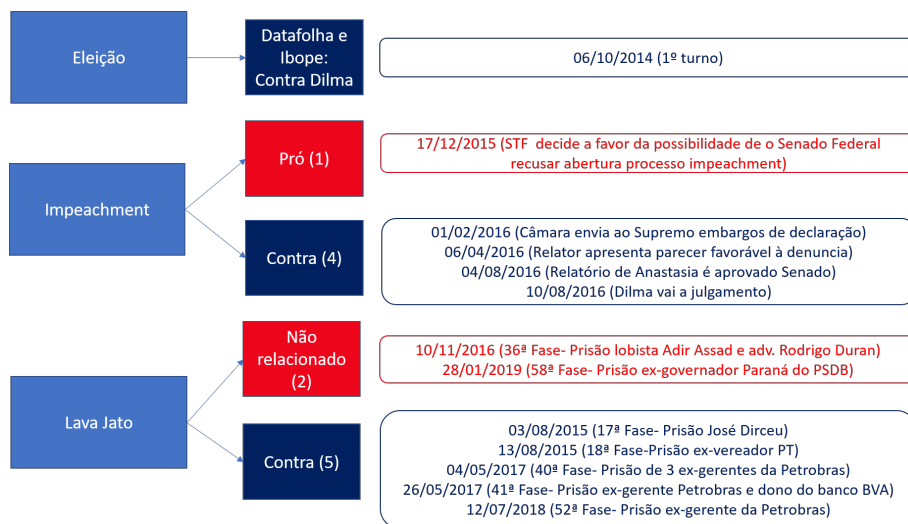 Eleição
Datafolha e
Ibope:
Contra Dilma
06/10/2014 (1º turno)
Impeachment
Pró (1)
17/12/2015 (STF decide a favor da possibilidade de o Senado Federal
recusar abertura processo impeachment)
Contra (4)
01/02/2016 (Câmara envia ao Supremo embargos de declaração)
06/04/2016 (Relator apresenta parecer favorável à denuncia)
04/08/2016 (Relatório de Anastasia é aprovado Senado)
10/08/2016 (Dilma vai a julgamento)
Lava Jato
Não
relacionado
(2)
10/11/2016 (36ª Fase- Prisão lobista Adir Assad e adv. Rodrigo Duran)
28/01/2019 (58ª Fase- Prisão ex-governador Paraná do PSDB)
Contra (5)
03/08/2015 (17ª Fase- Prisão José Dirceu)
13/08/2015 (18ª Fase-Prisão ex-vereador PT)
04/05/2017 (40ª Fase- Prisão de 3 ex-gerentes da Petrobras)
26/05/2017 (41ª Fase- Prisão ex-gerente Petrobras e dono do banco BVA)
12/07/2018 (52ª Fase- Prisão ex-gerente da Petrobras)